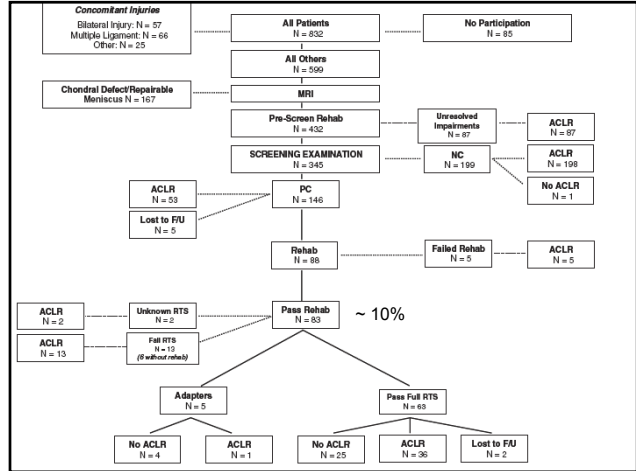 Concomitant Injuries
Bilateral Injury: N = 57
Multiple Ligament: N = 66
Other: N = 25
All Patients
N = 832
No Participation
N = 85
All Others
N = 599
Chondral Defect/Repairable
Meniscus N = 167
MRI
Pre-Screen Rehab
N = 432
Unresolved
Impairments
N = 87
ACLR
N = 87
SCREENING EXAMINATION
N = 345
NC
N = 199
ACLR
N = 198
No ACLR
N = 1
ACLR
N = 53
PC
N = 146
Lost to F/U
N = 5
Rehab
N = 88
Failed Rehab
N = 5
ACLR
N = 5
ACLR
N = 2
Unknown RTS
N = 2
Pass Rehab
N = 83
~ 10%
ACLR
N = 13
Fail RTS
N = 13
(6 without rehab)
Adapters
N = 5
Pass Full RTS
N = 63
No ACLR
N = 4
ACLR
N = 1
No ACLR
N = 25
ACLR
N = 36
Lost to F/U
N = 2